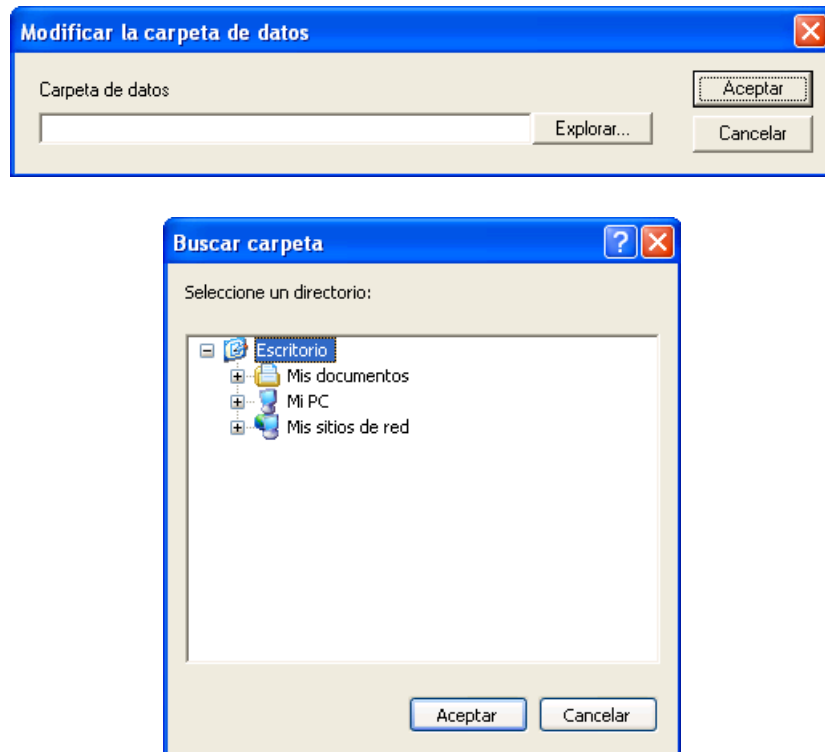 Modificar la carpeta de datos
Carpeta de datos
Aceptar
Explorar...
Cancelar
Buscar carpeta
Seleccione un directorio:
Escritorio
Mis documentos
Mi PC
Mis sitios de red
Aceptar Cancelar